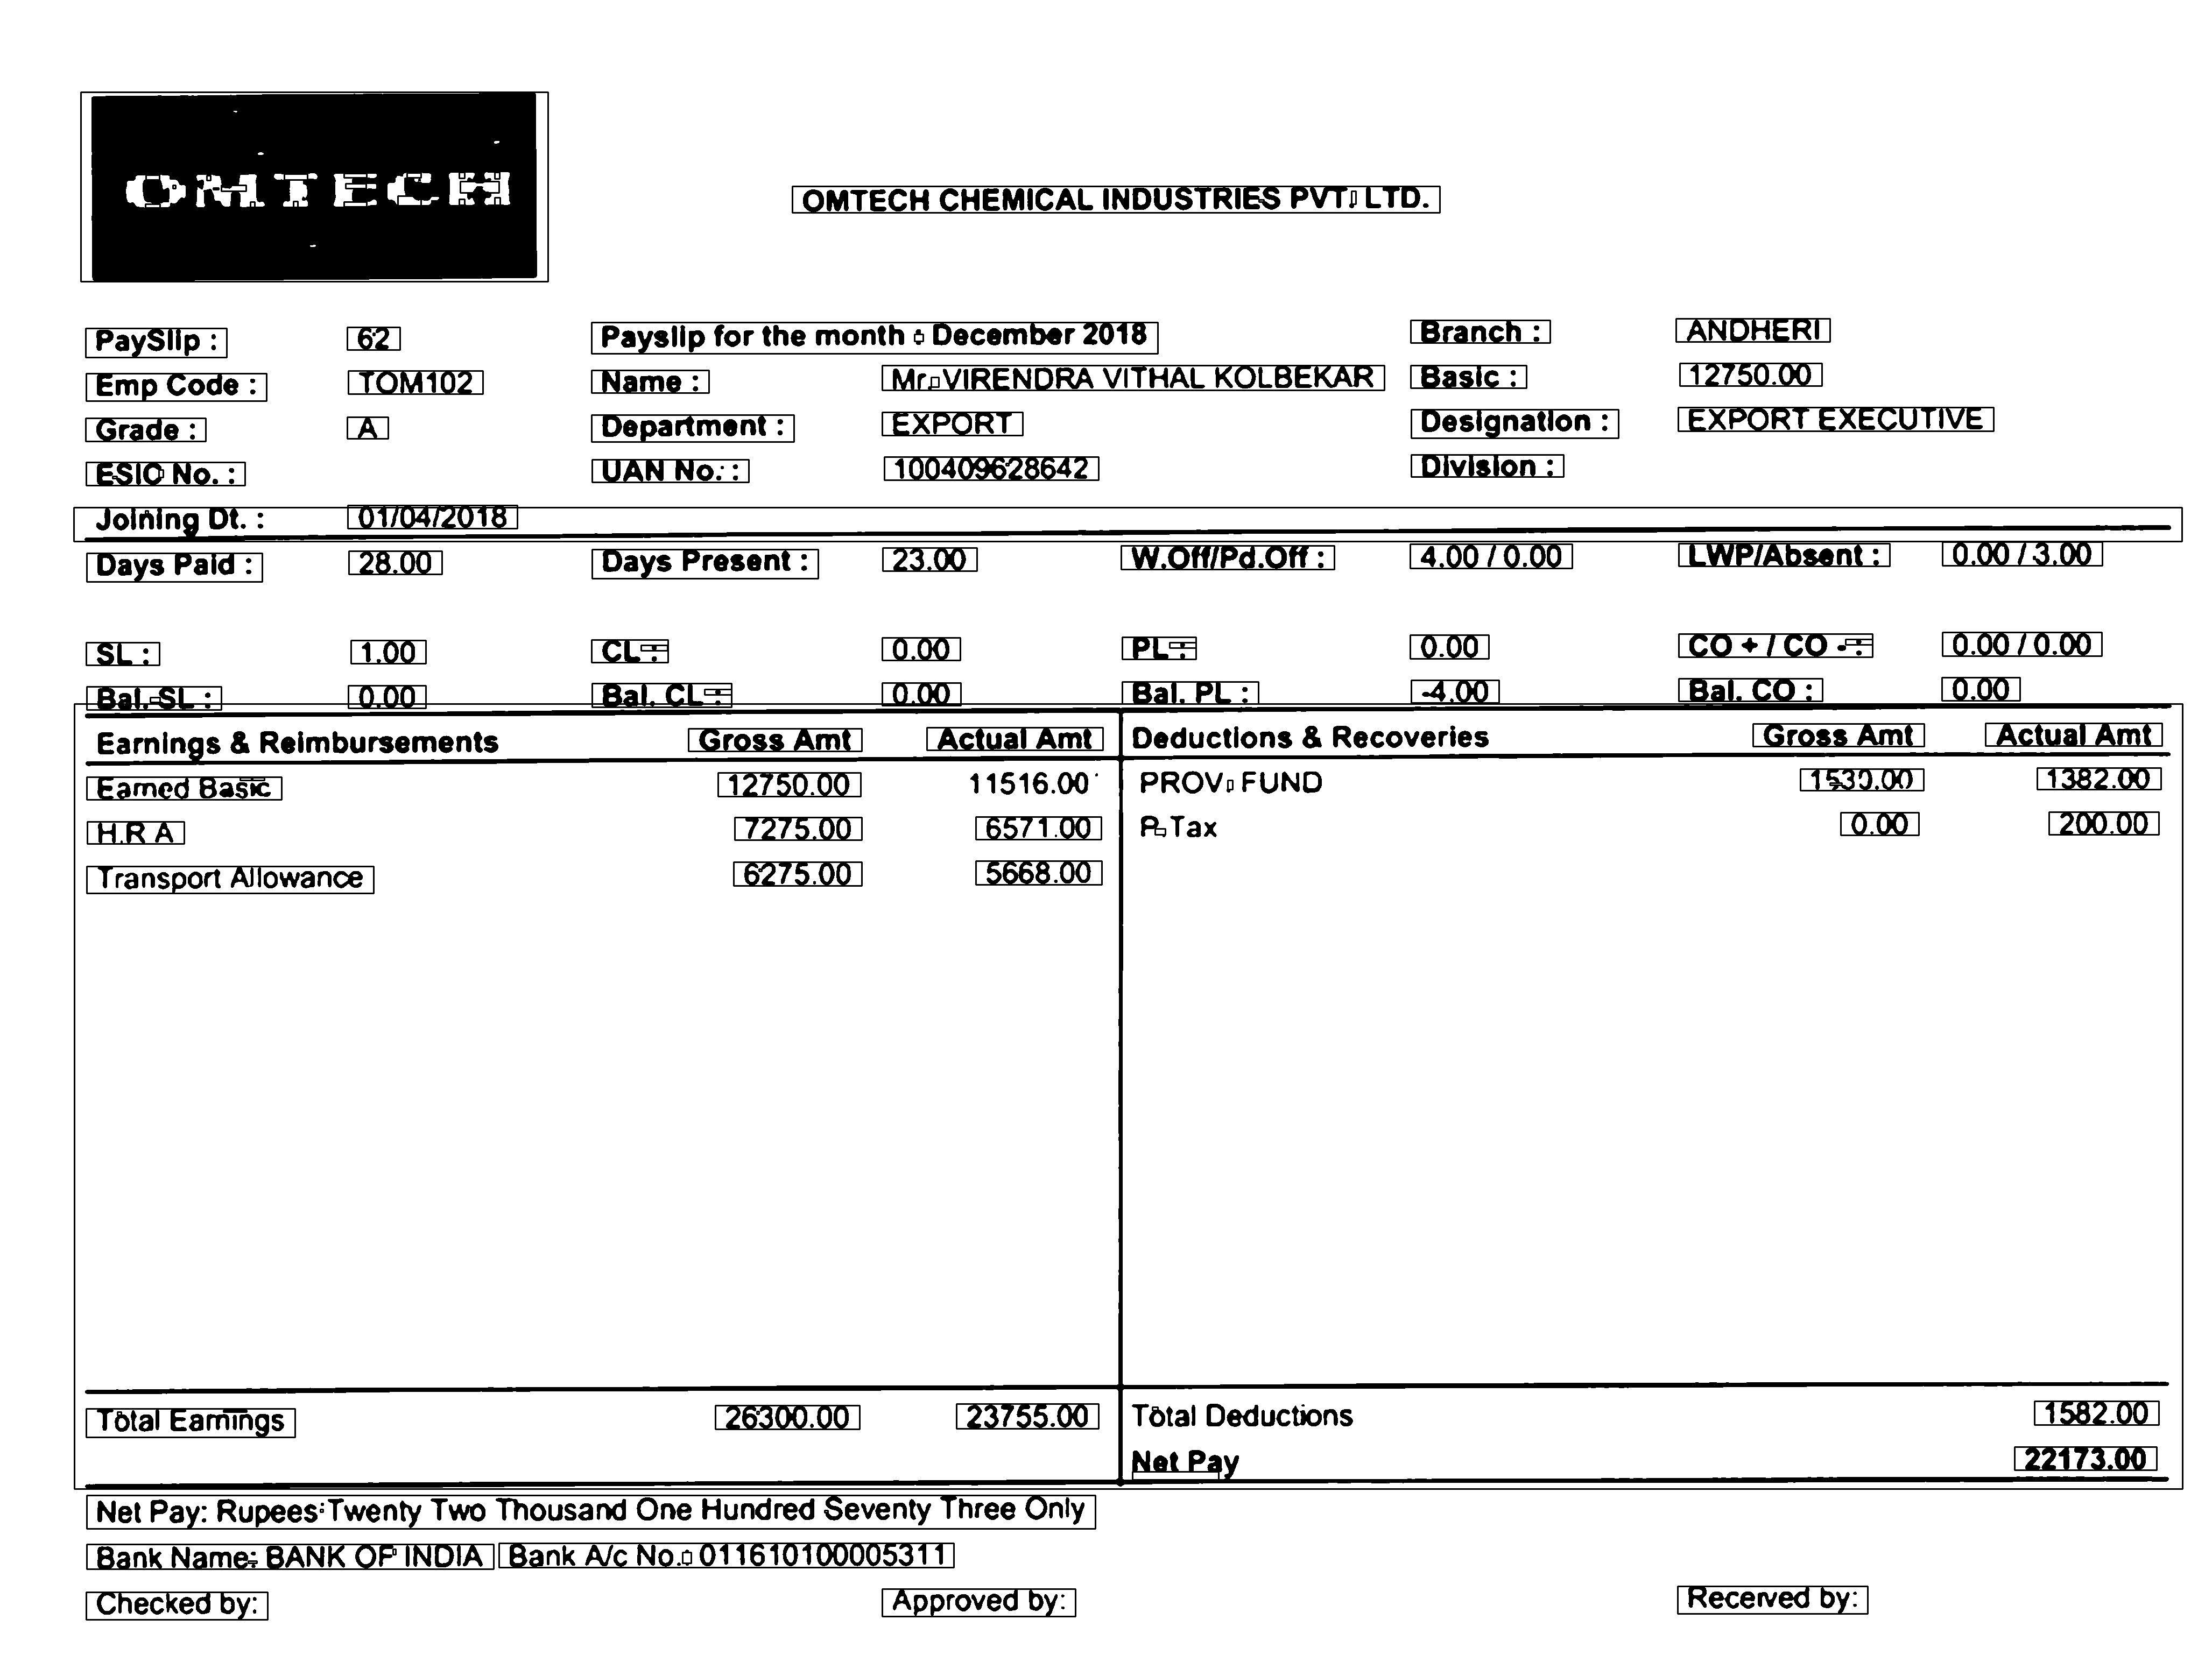 OMTECH
OMTECH CHEMICAL INDUSTRIES PVT. LTD.
PaySlip : 62 Payslip for the month : December 2018 Branch : ANDHERI
Emp Code : TOM102 Name : Mr. VIRENDRA VITHAL KOLBEKAR Basic : 12750.00
Grade : A Department : EXPORT Designation : EXPORT EXECUTIVE
ESIC No. : UAN No. : 100409628642 Division :
Joining Dt. : 01/04/2018
Days Paid : 28.00 Days Present : 23.00 W.Off/Pd.Off : 4.00 / 0.00 LWP/Absent : 0.00 / 3.00
SL : 1.00 CL : 0.00 PL : 0.00 CO + / CO - : 0.00 / 0.00
Bal. SL : 0.00 Bal. CL : 0.00 Bal. PL : -4.00 Bal. CO : 0.00
Earnings & Reimbursements Gross Amt Actual Amt Deductions & Recoveries Gross Amt Actual Amt
Earned Basic 12750.00 11516.00 PROV. FUND 1530.00 1382.00
H.R A 7275.00 6571.00 P. Tax 0.00 200.00
Transport Allowance 6275.00 5668.00
Total Earnings 26300.00 23755.00 Total Deductions 1582.00
Net Pay 22173.00
Net Pay: Rupees Twenty Two Thousand One Hundred Seventy Three Only
Bank Name: BANK OF INDIA Bank A/c No.: 011610100005311
Checked by: Approved by: Received by: